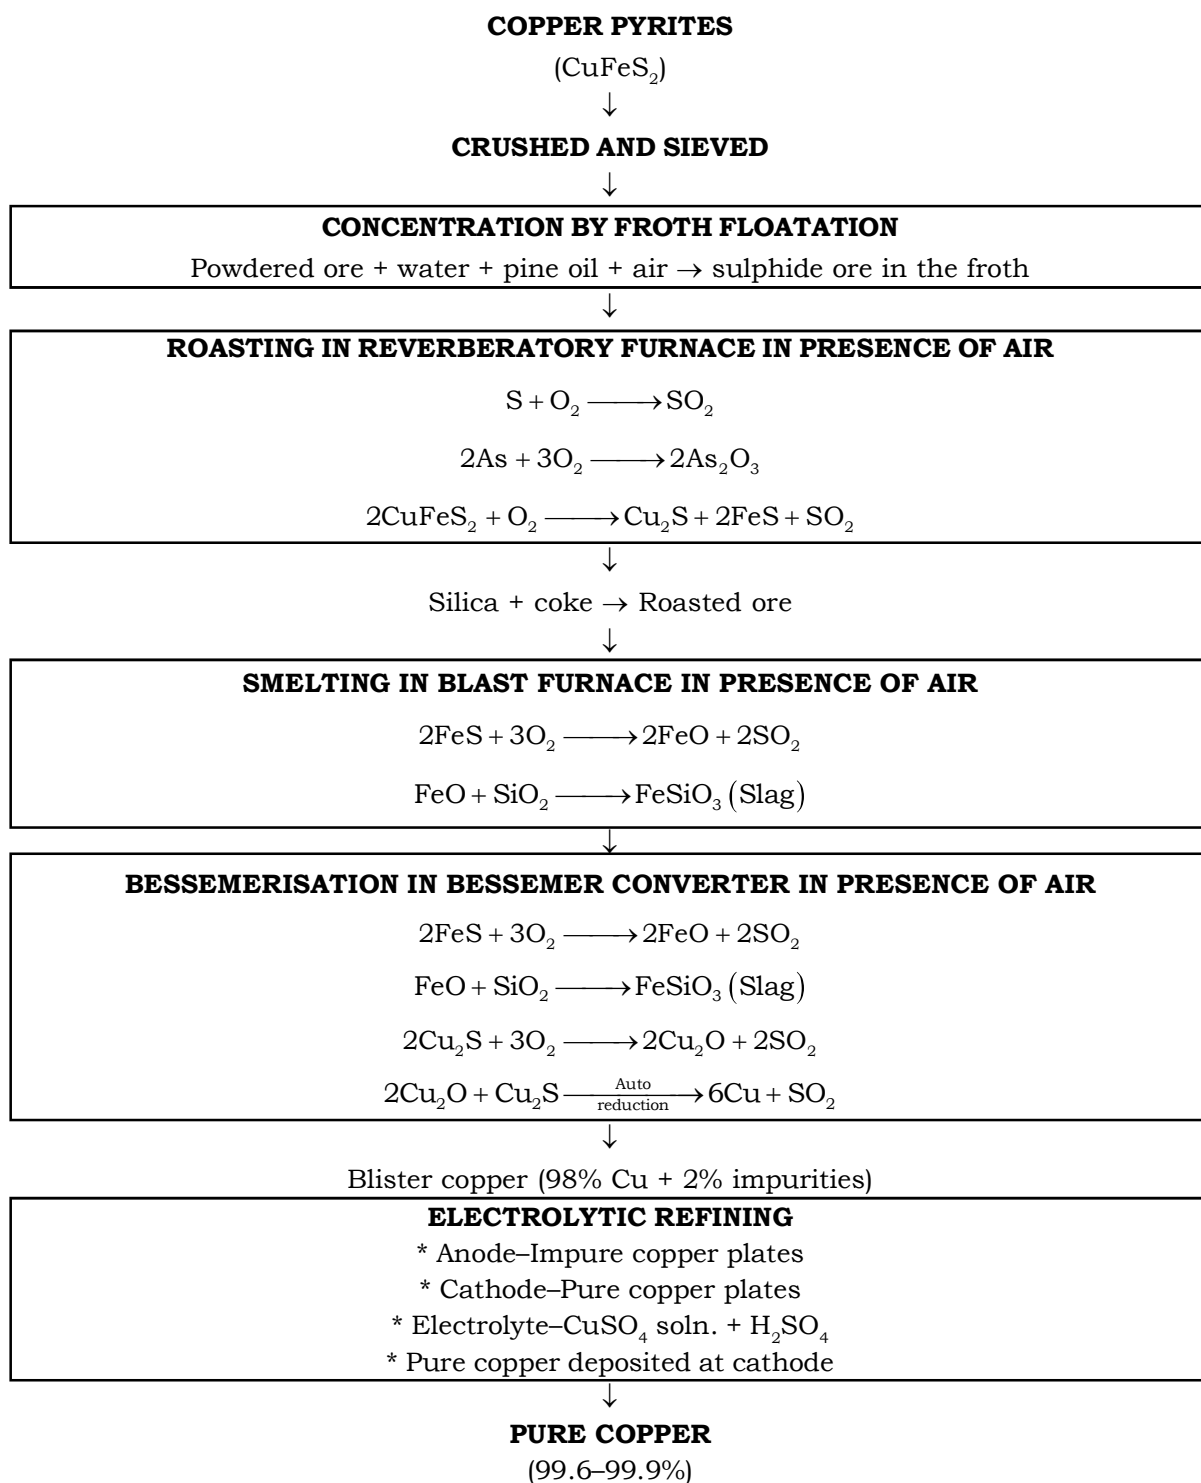 COPPER PYRITES
(CuFeS₂)
↓
CRUSHED AND SIEVED
↓
CONCENTRATION BY FROTH FLOATATION
Powdered ore + water + pine oil + air → sulphide ore in the froth
↓
ROASTING IN REVERBERATORY FURNACE IN PRESENCE OF AIR
S + O₂ ⟶ SO₂
2As + 3O₂ ⟶ 2As₂O₃
2CuFeS₂ + O₂ ⟶ Cu₂S + 2FeS + SO₂
↓
Silica + coke → Roasted ore
↓
SMELTING IN BLAST FURNACE IN PRESENCE OF AIR
2FeS + 3O₂ ⟶ 2FeO + 2SO₂
FeO + SiO₂ ⟶ FeSiO₃ (Slag)
↓
BESSEMERISATION IN BESSEMER CONVERTER IN PRESENCE OF AIR
2FeS + 3O₂ ⟶ 2FeO + 2SO₂
FeO + SiO₂ ⟶ FeSiO₃ (Slag)
2Cu₂S + 3O₂ ⟶ 2Cu₂O + 2SO₂
2Cu₂O + Cu₂S Auto reduction ⟶ 6Cu + SO₂
↓
Blister copper (98% Cu + 2% impurities)
ELECTROLYTIC REFINING
* Anode–Impure copper plates
* Cathode–Pure copper plates
* Electrolyte–CuSO₄ soln. + H₂SO₄
* Pure copper deposited at cathode
↓
PURE COPPER
(99.6–99.9%)